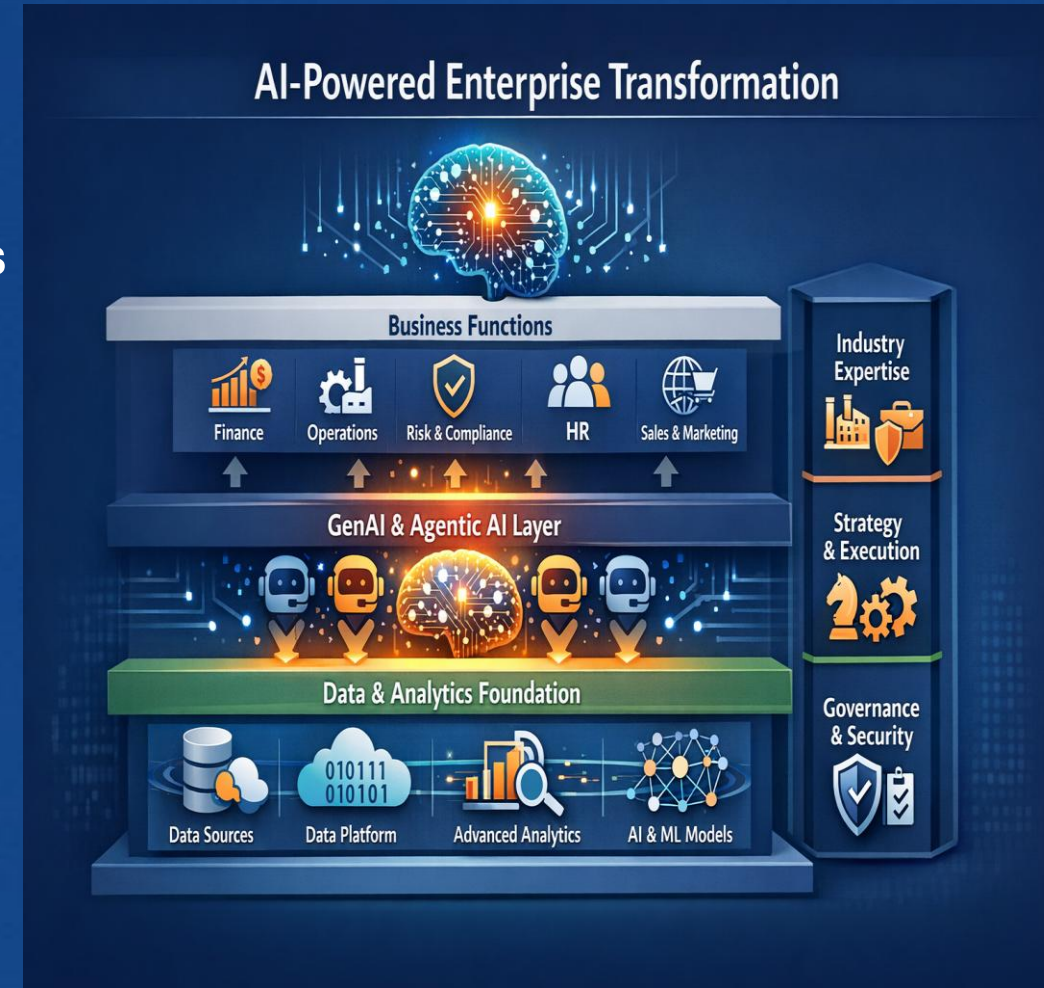 AI-Powered Enterprise Transformation
s
Business Functions
Finance
Operations
Risk & Compliance
HR
Sales & Marketing
GenAI & Agentic AI Layer
Data & Analytics Foundation
010111
010101
Data Sources
Data Platform
Advanced Analytics
AI & ML Models
Industry
Expertise
Strategy
& Execution
Governance
& Security